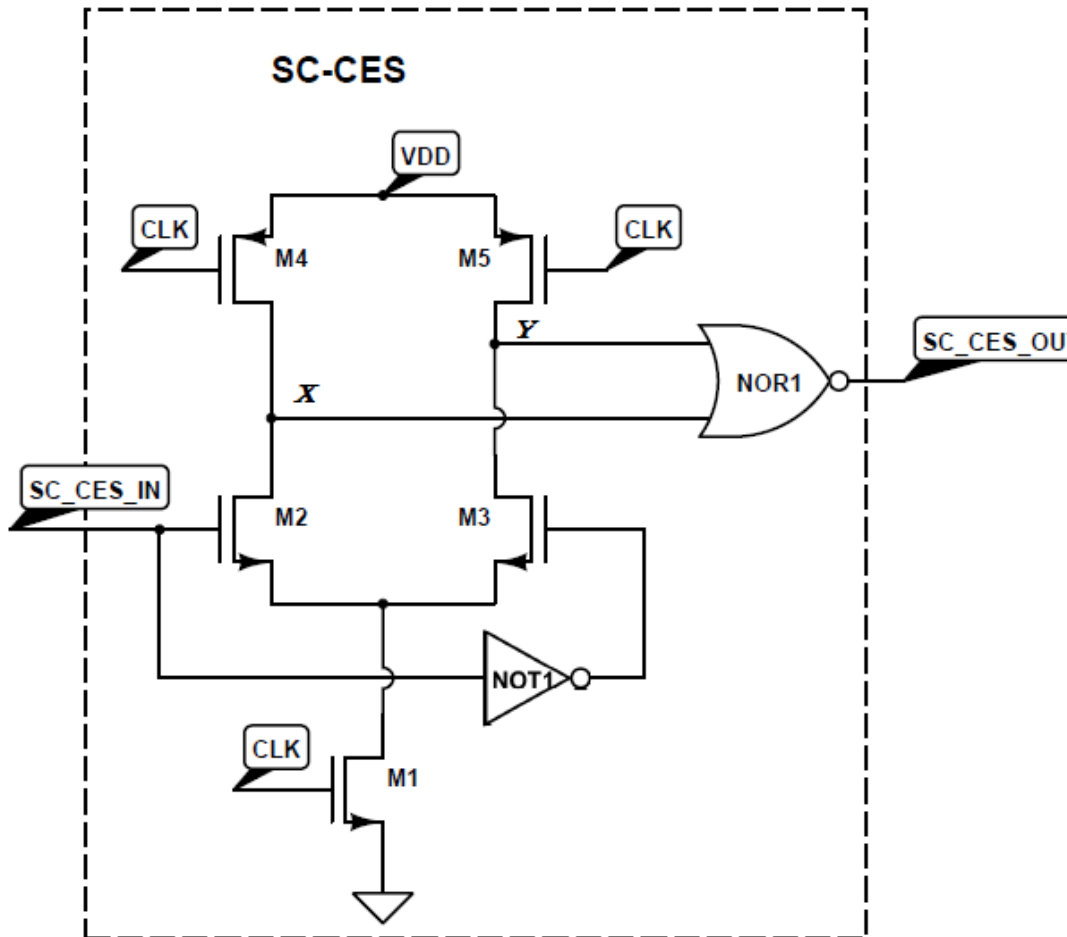 SC-CES
VDD
CLK
CLK
M4
M5
Y
SC_CES_OU
NOR1
X
SC_CES_IN
M2
M3
NOT1
CLK
M1